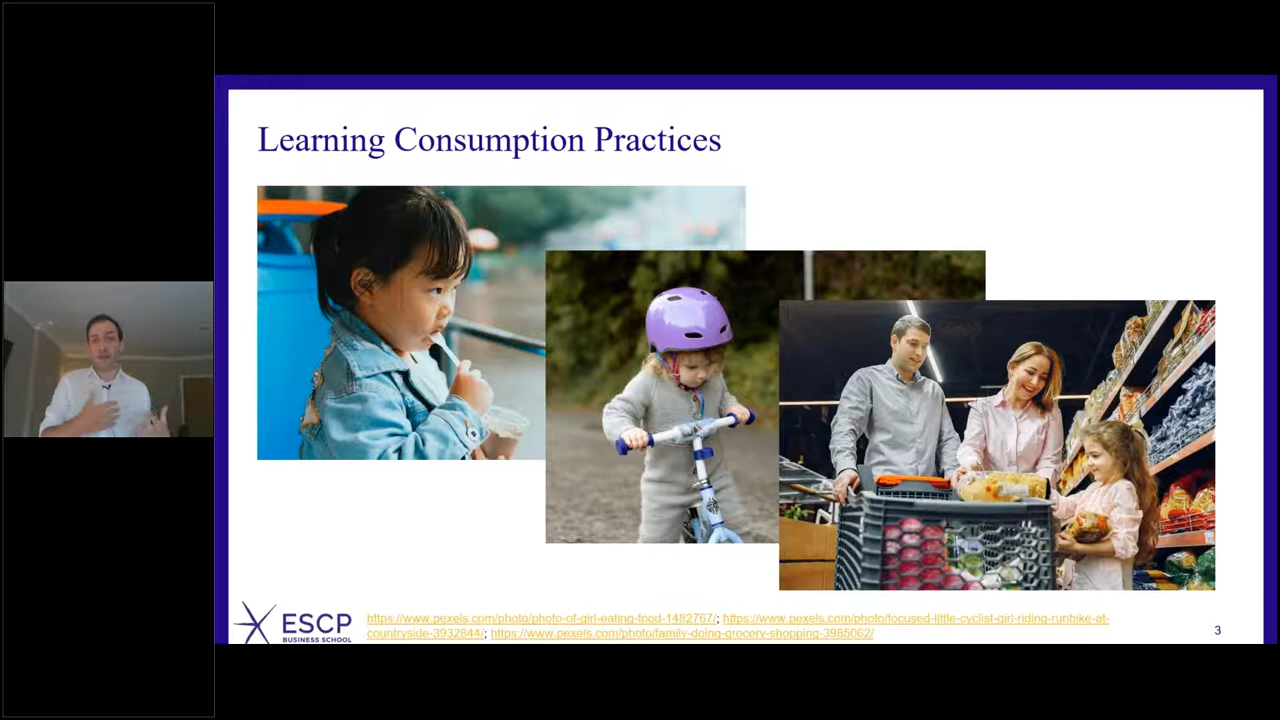 Learning Consumption Practices
ESCP
BUSINESS SCHOOL
https://www.pexels.com/photo/photo-of-girl-eating-food-1482767/; https://www.pexels.com/photo/focused-little-cyclist-girl-riding-runbike-at-
countryside-3932844/; https://www.pexels.com/photo/family-doing-grocery-shopping-3985062/
3